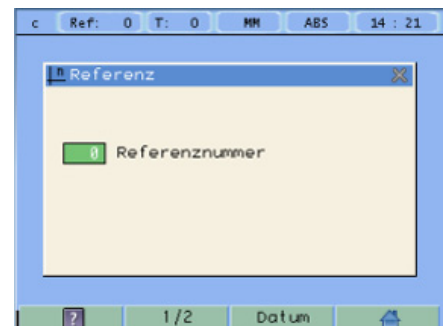 c Ref: 0 T: 0 MM ABS 14 : 21
n Referenz
0 Referenznummer
? 1/2 Datum